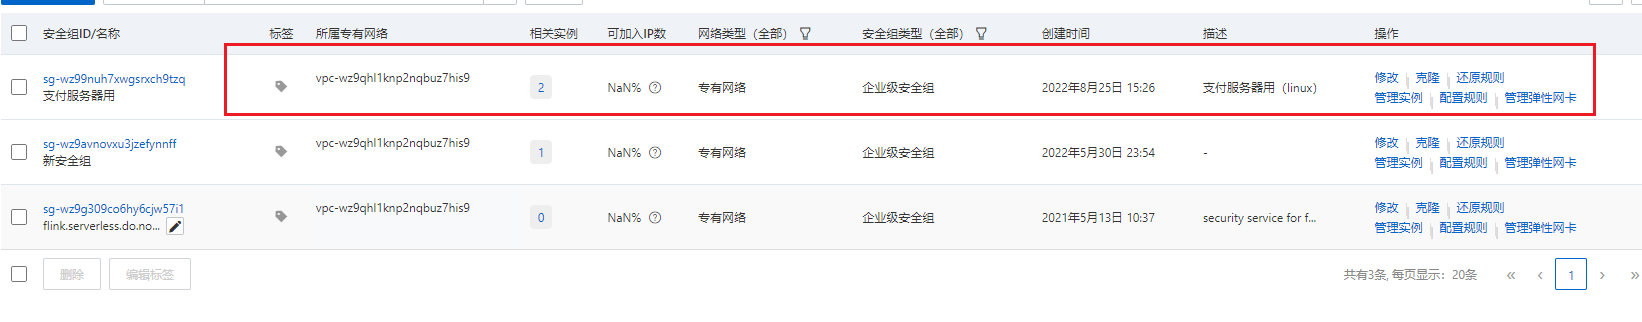 安全组ID/名称 标签 所属专有网络 相关实例 可加入IP数 网络类型（全部） 安全组类型（全部） 创建时间 描述 操作
sg-wz99nuh7xwgsrxch9tzq vpc-wz9qhl1knp2nqbuz7his9 修改 克隆 还原规则
支付服务器用 2 NaN% 专有网络 企业级安全组 2022年8月25日 15:26 支付服务器用（linux） 管理实例 配置规则 管理弹性网卡
sg-wz9avnovxu3jzefynnff vpc-wz9qhl1knp2nqbuz7his9 修改 克隆 还原规则
新安全组 1 NaN% 专有网络 企业级安全组 2022年5月30日 23:54 - 管理实例 配置规则 管理弹性网卡
sg-wz9g309co6hy6cjw57i1 vpc-wz9qhl1knp2nqbuz7his9 修改 克隆 还原规则
flink.serverless.do.no... 0 NaN% 专有网络 企业级安全组 2021年5月13日 10:37 security service for f... 管理实例 配置规则 管理弹性网卡
删除 编辑标签 共有3条, 每页显示：20条 « ‹ 1 › »